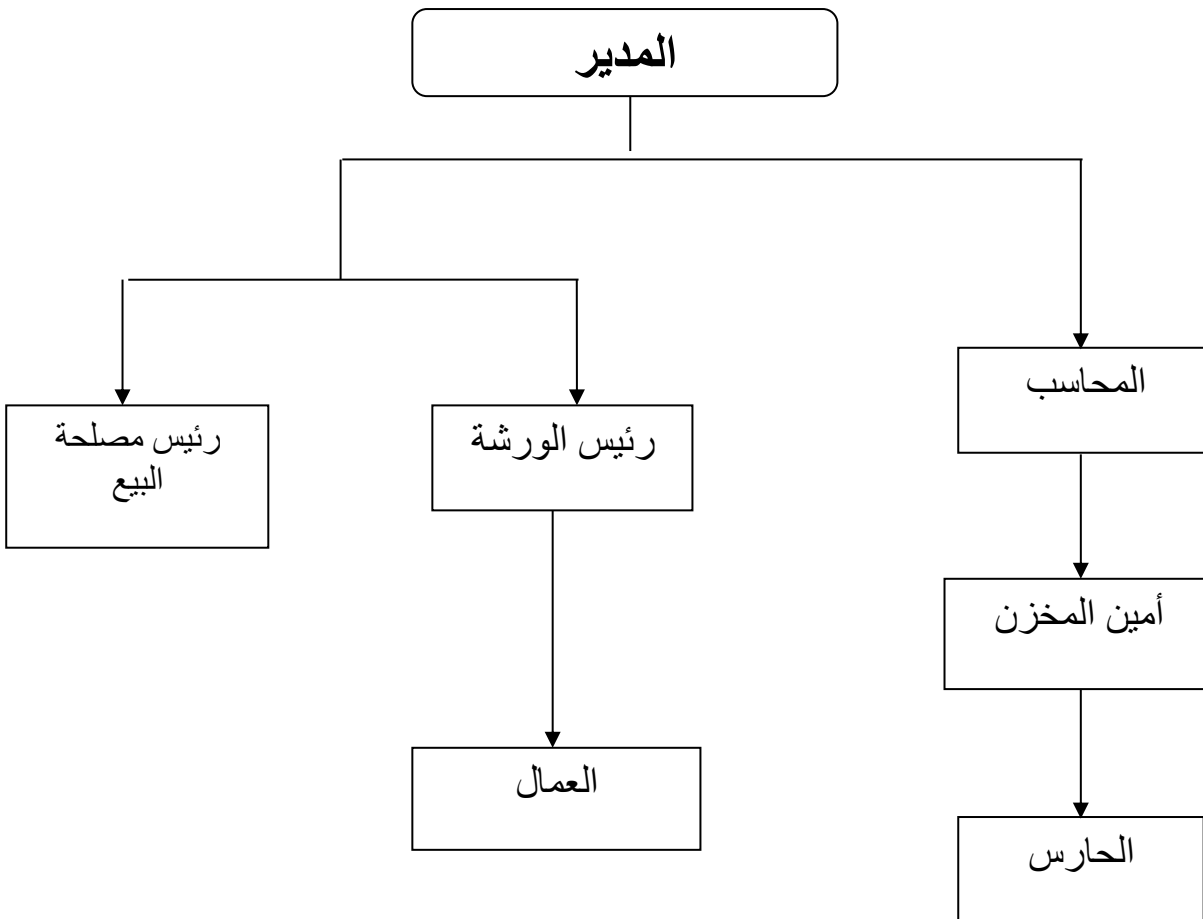 المدير
المحاسب
رئيس الورشة
رئيس مصلحة
البيع
أمين المخزن
العمال
الحارس